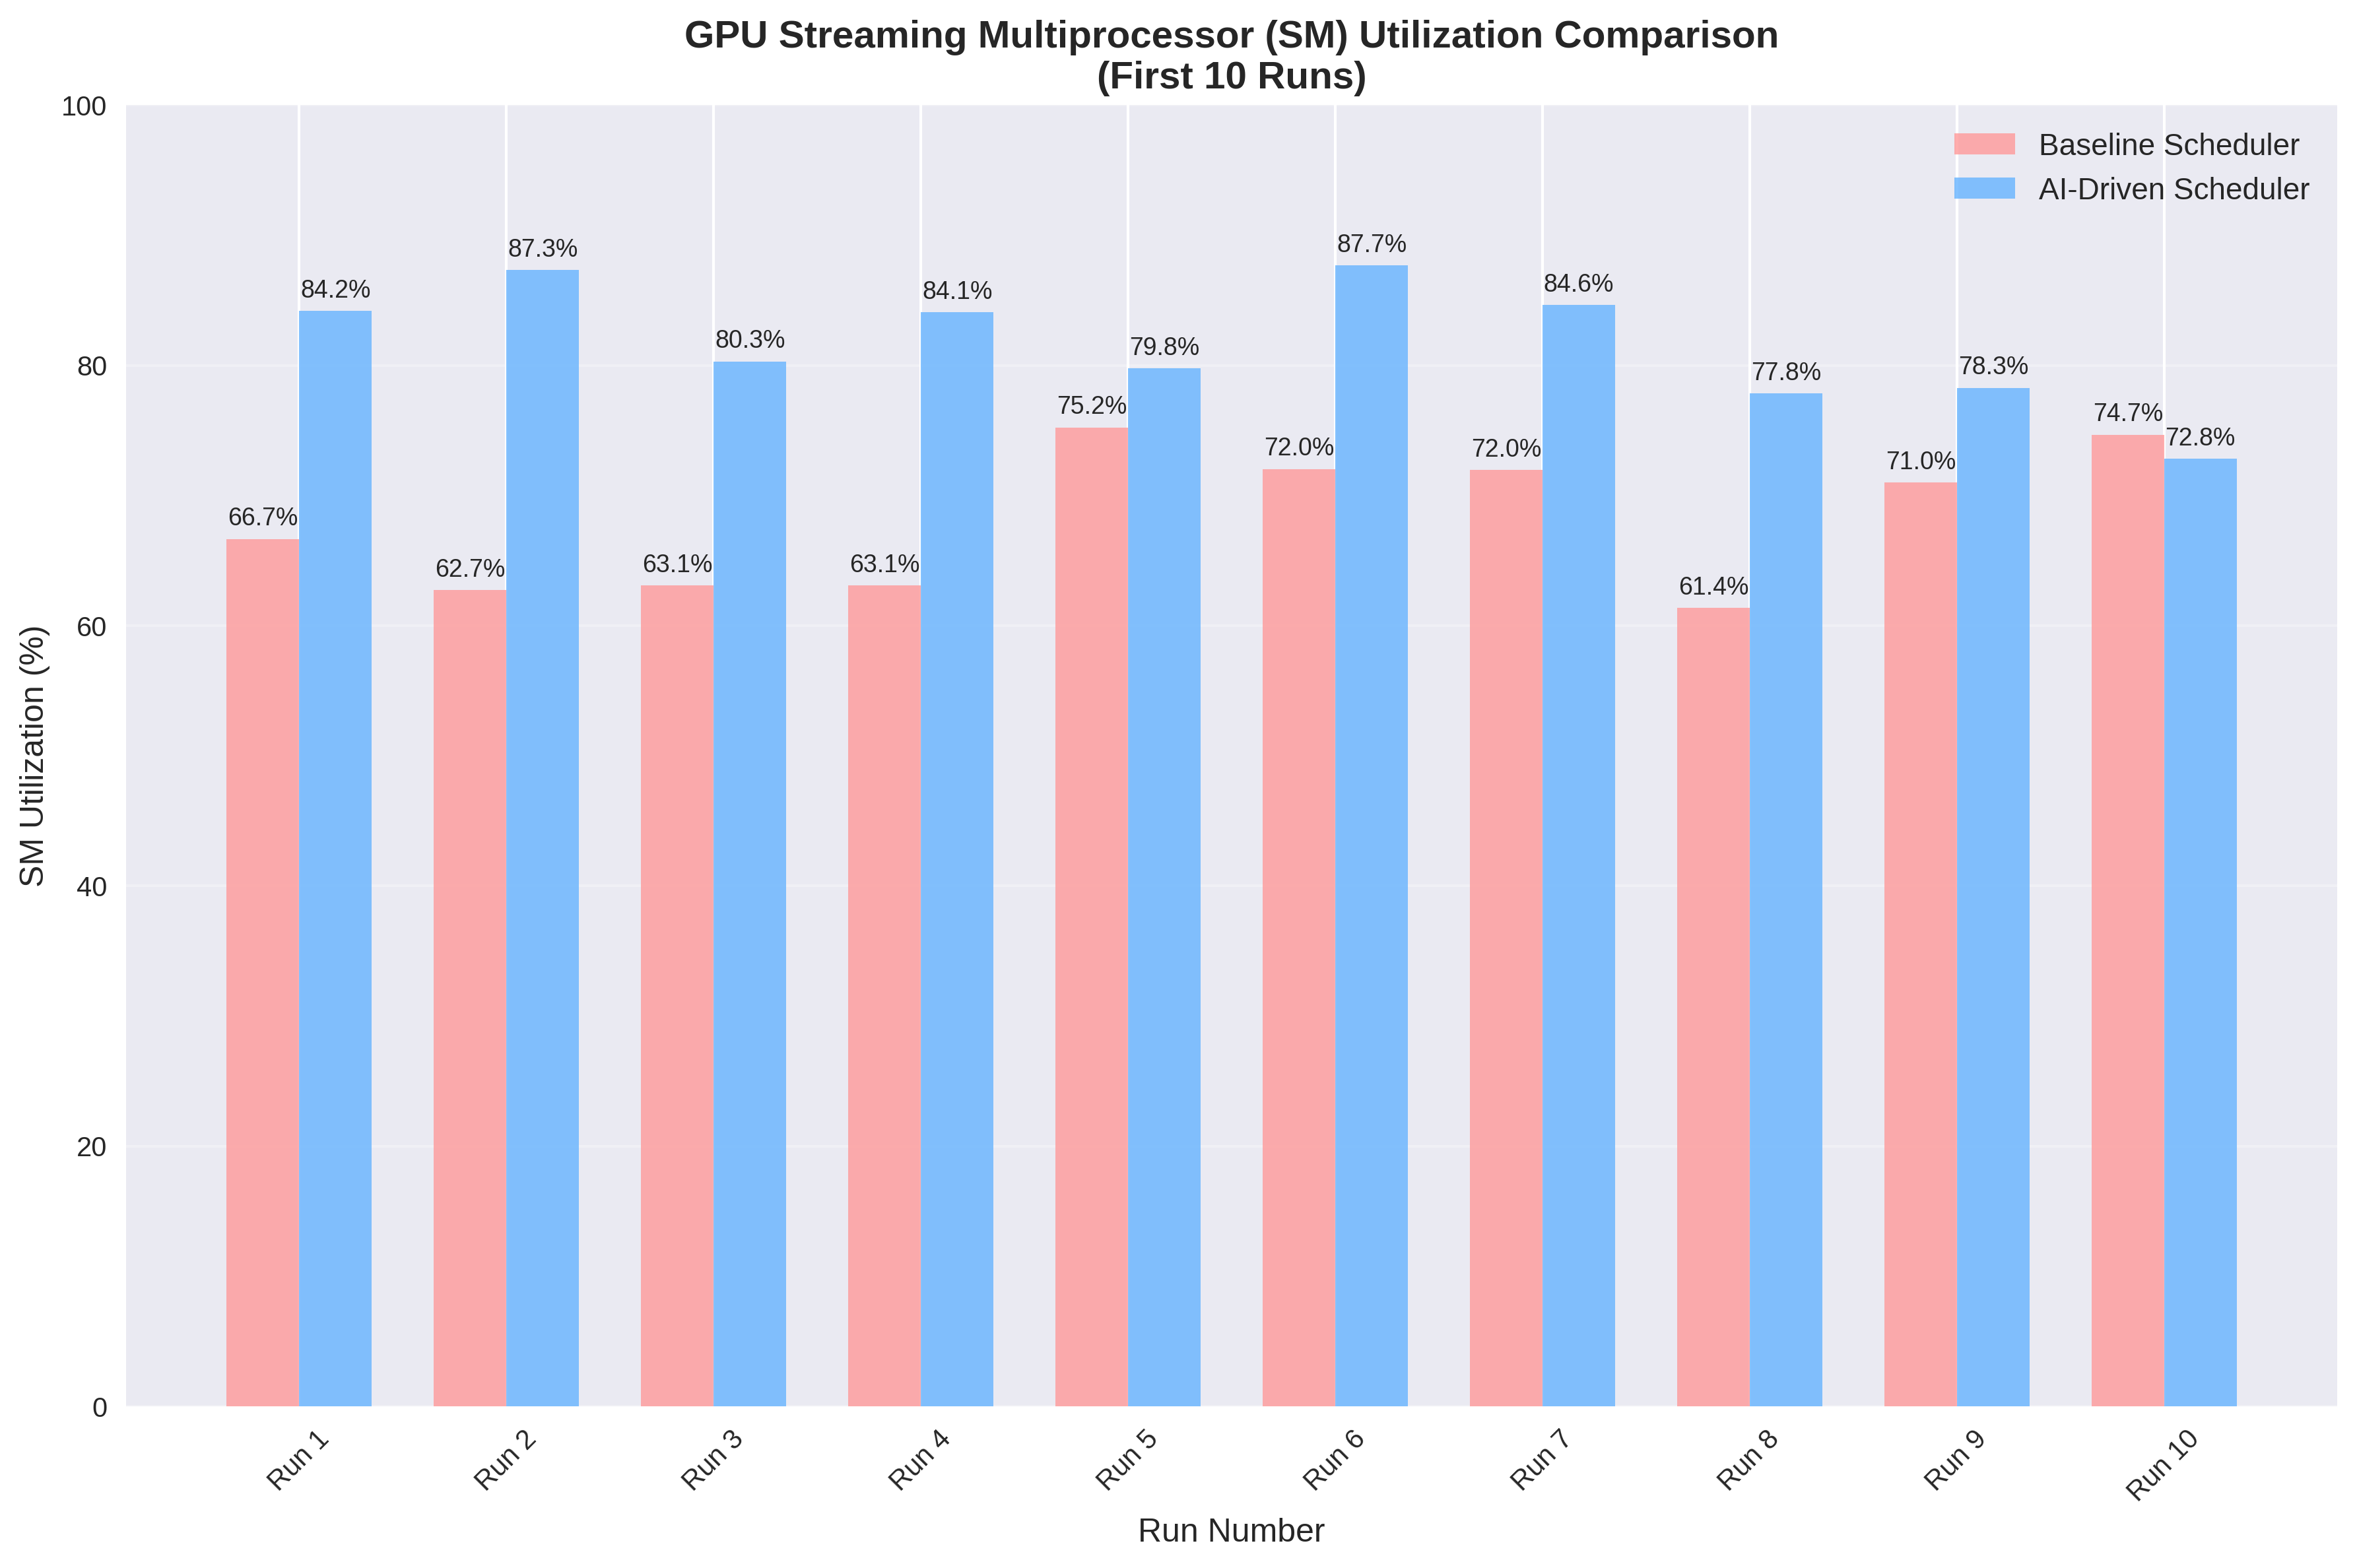 GPU Streaming Multiprocessor (SM) Utilization Comparison
(First 10 Runs)
Baseline Scheduler
AI-Driven Scheduler
SM Utilization (%)
100
80
60
40
20
0
66.7%
84.2%
62.7%
87.3%
63.1%
80.3%
63.1%
84.1%
75.2%
79.8%
72.0%
87.7%
72.0%
84.6%
61.4%
77.8%
71.0%
78.3%
74.7%
72.8%
Run 1
Run 2
Run 3
Run 4
Run 5
Run 6
Run 7
Run 8
Run 9
Run 10
Run Number